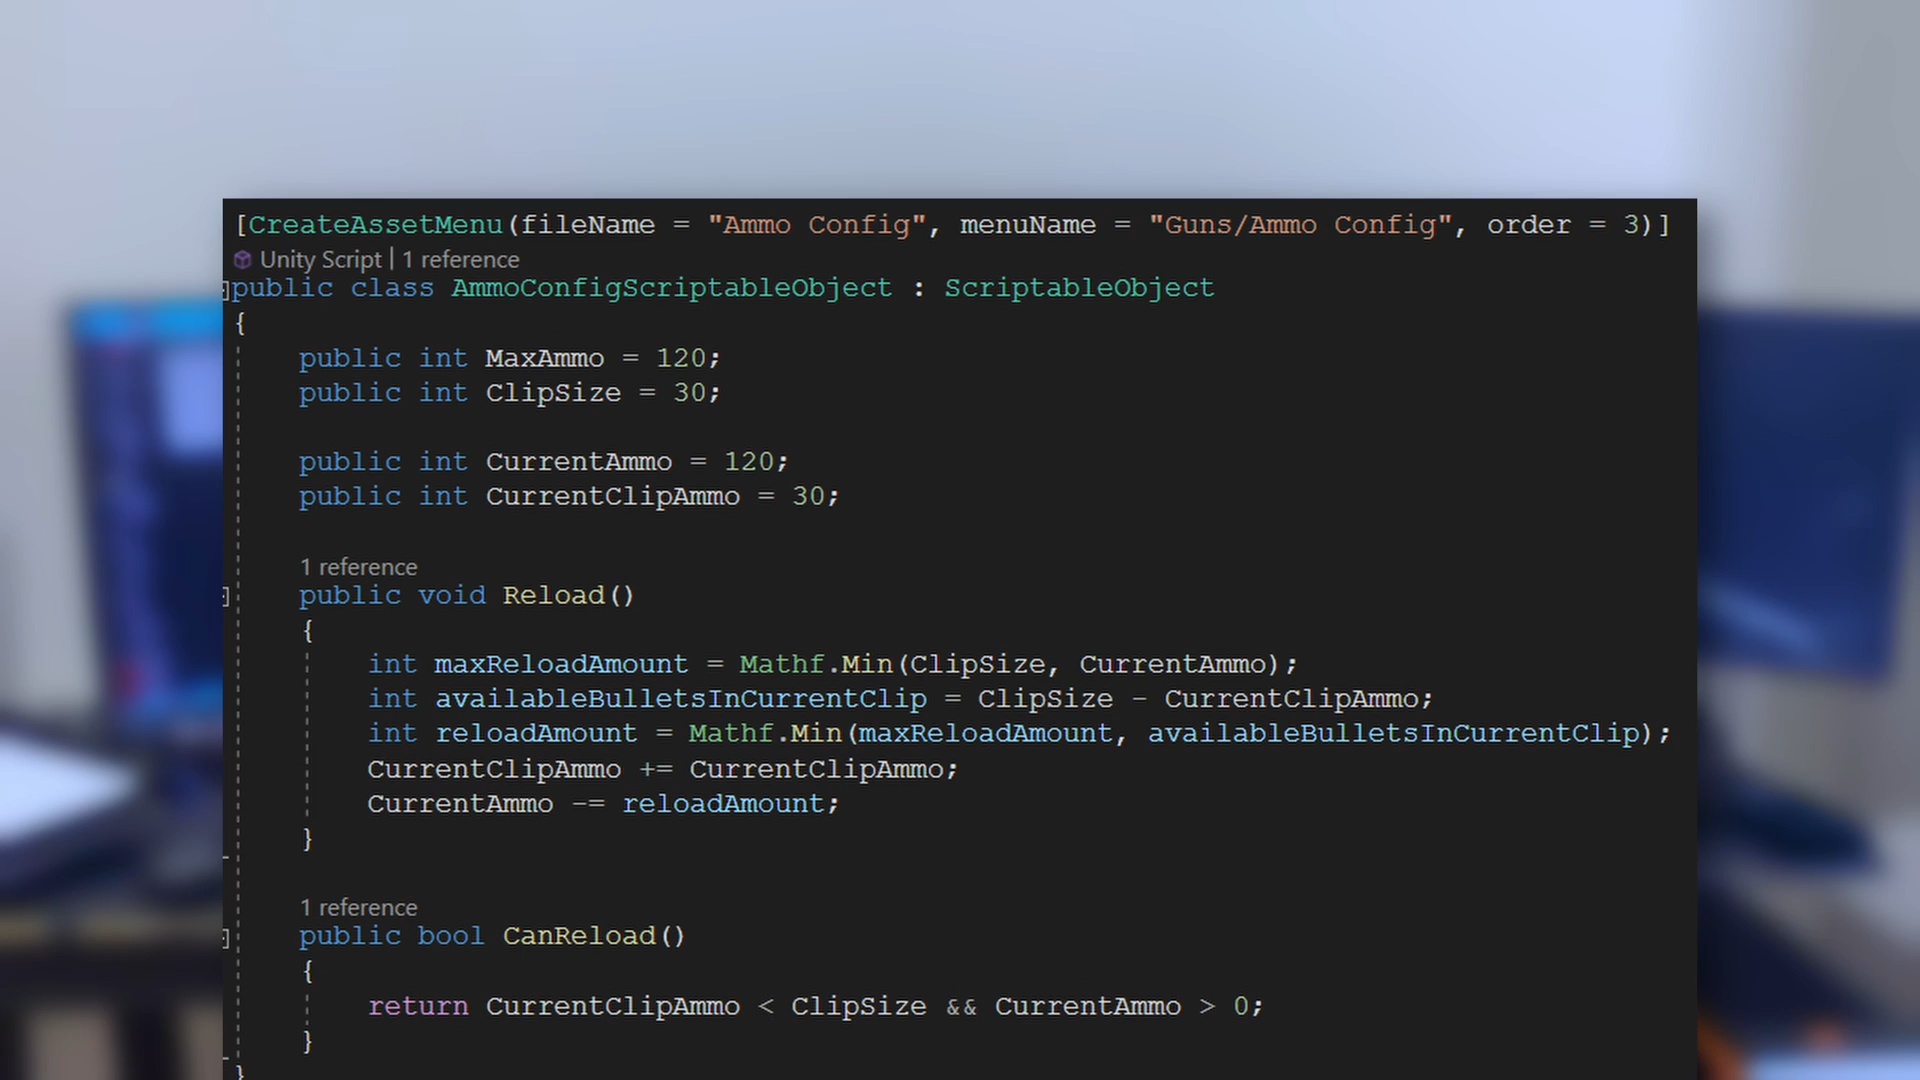 [CreateAssetMenu(fileName = "Ammo Config", menuName = "Guns/Ammo Config", order = 3)]
Unity Script | 1 reference
public class AmmoConfigScriptableObject : ScriptableObject
{
public int MaxAmmo = 120;
public int ClipSize = 30;
public int CurrentAmmo = 120;
public int CurrentClipAmmo = 30;
1 reference
public void Reload()
{
int maxReloadAmount = Mathf.Min(ClipSize, CurrentAmmo);
int availableBulletsInCurrentClip = ClipSize - CurrentClipAmmo;
int reloadAmount = Mathf.Min(maxReloadAmount, availableBulletsInCurrentClip);
CurrentClipAmmo += CurrentClipAmmo;
CurrentAmmo -= reloadAmount;
}
1 reference
public bool CanReload()
{
return CurrentClipAmmo < ClipSize && CurrentAmmo > 0;
}
}